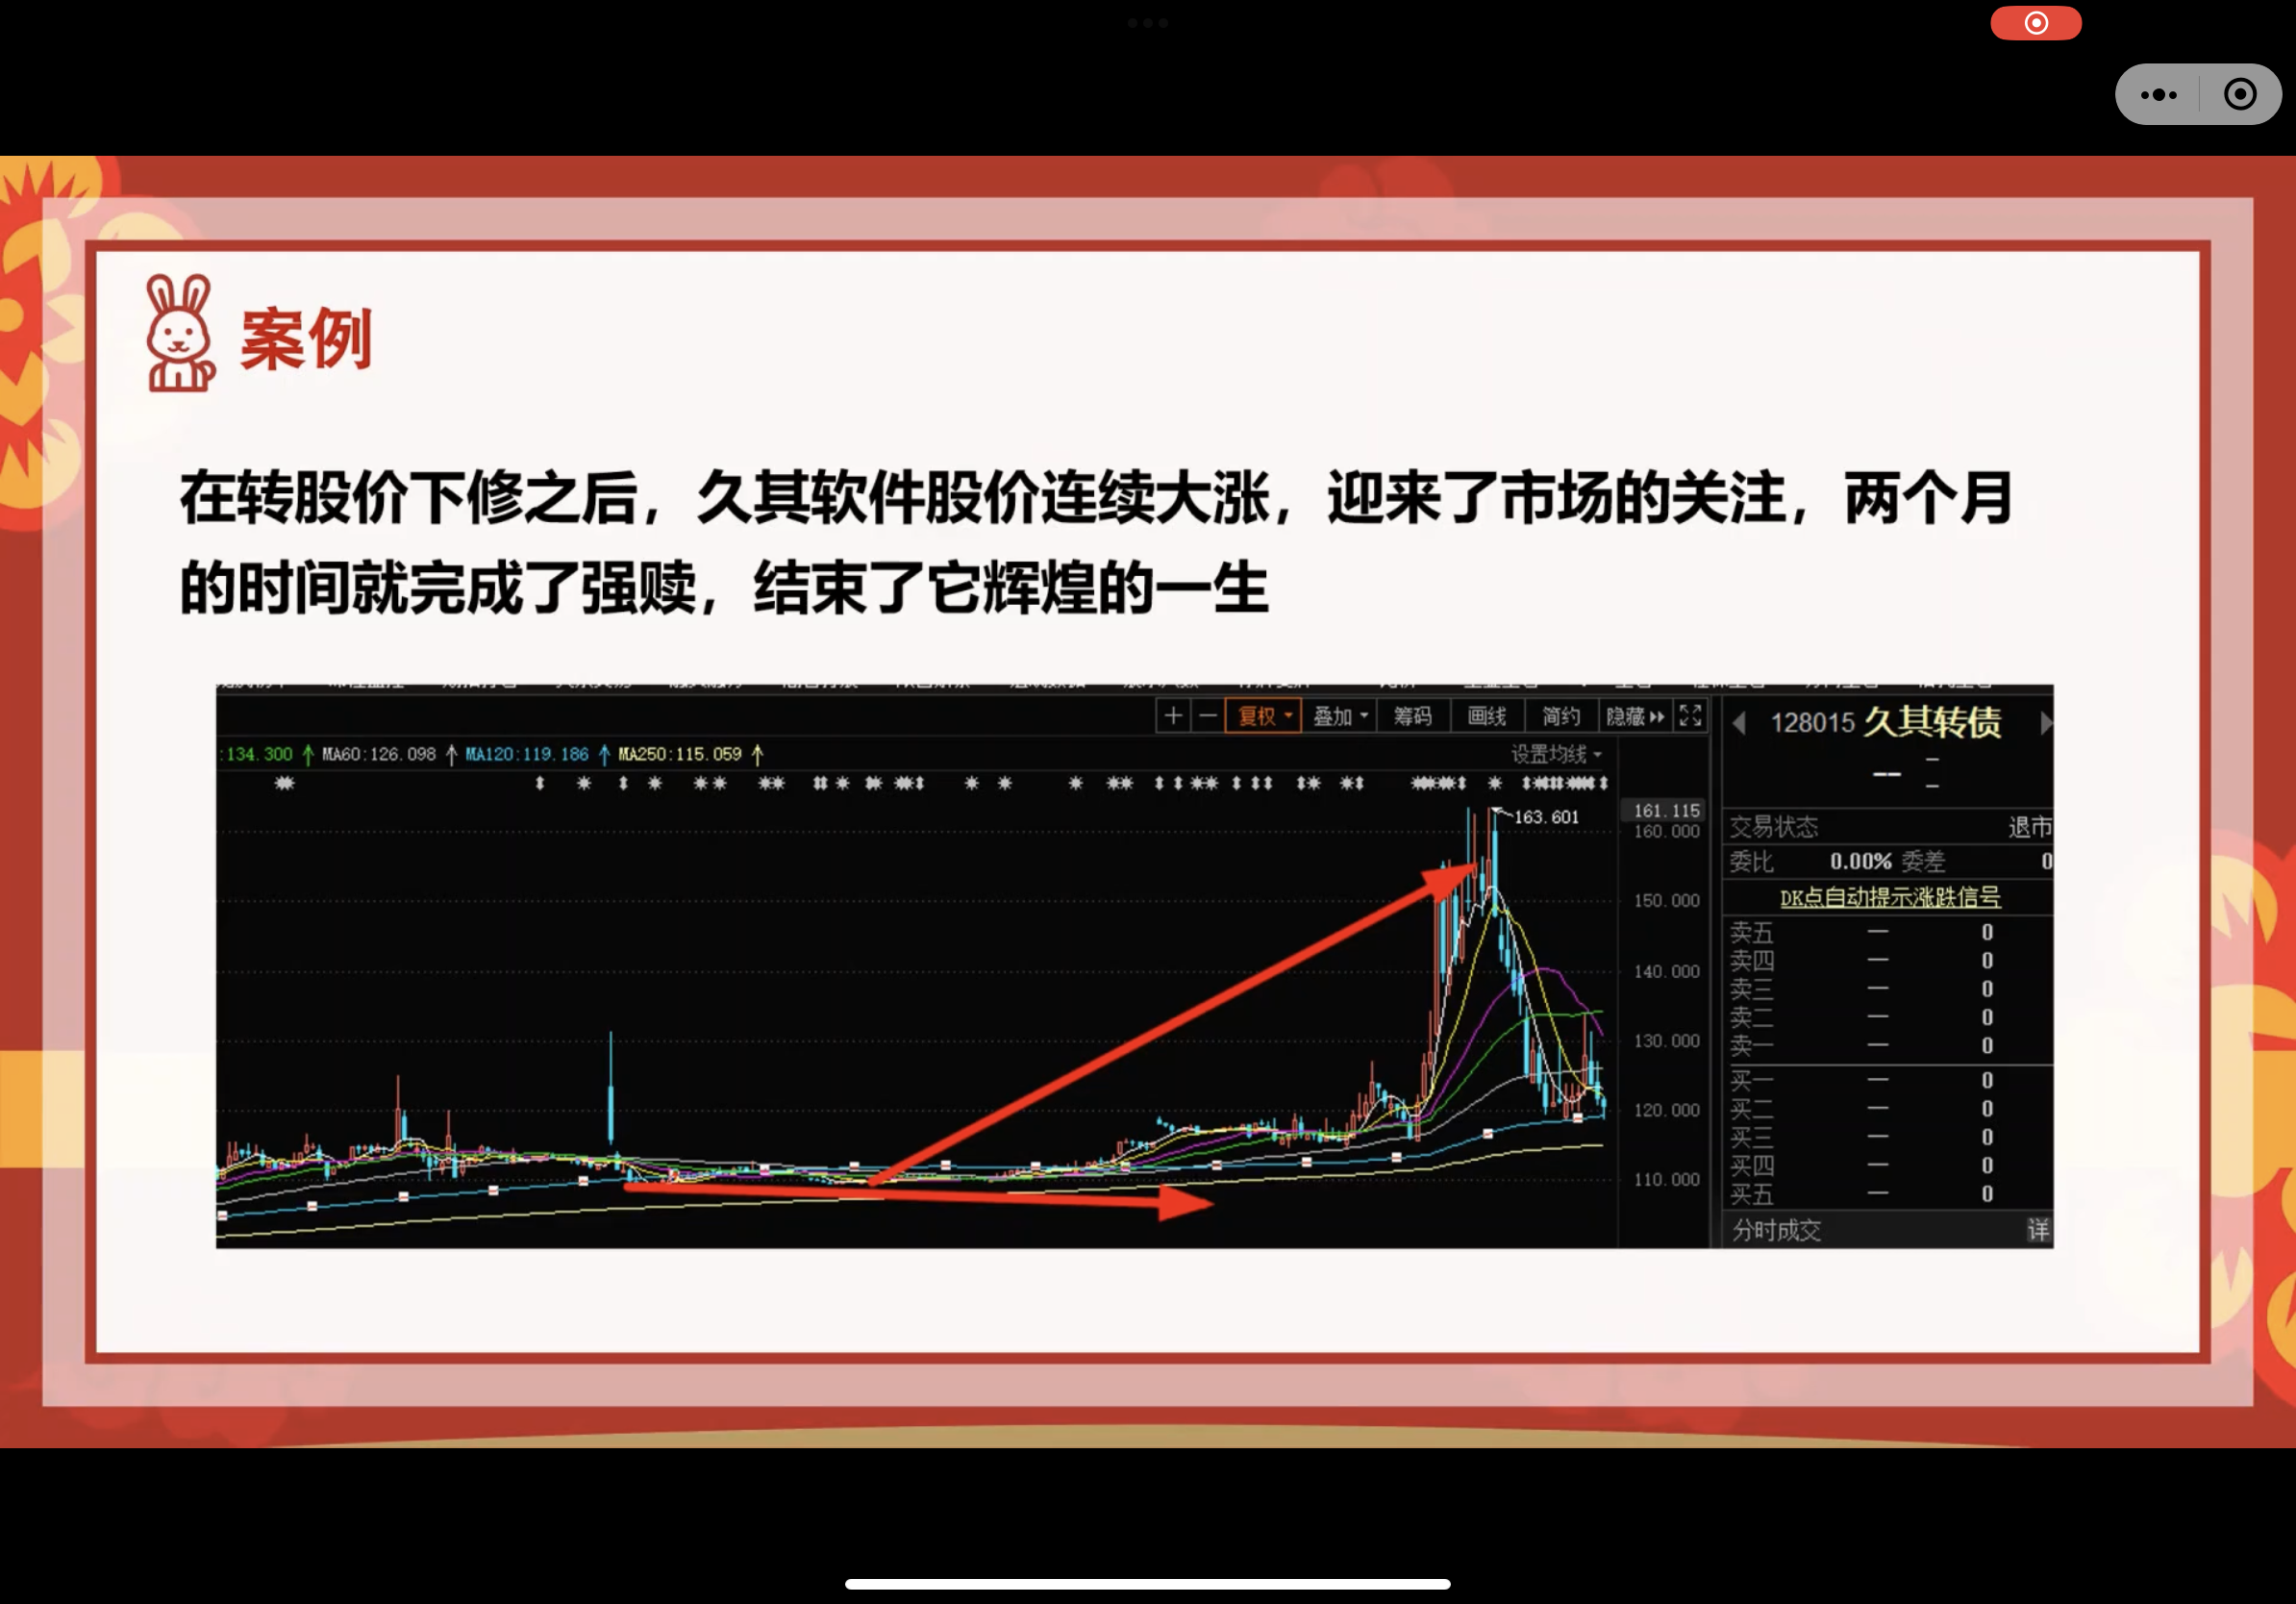 案例
在转股价下修之后，久其软件股价连续大涨，迎来了市场的关注，两个月
的时间就完成了强赎，结束了它辉煌的一生
+ - 复权 叠加 筹码 画线 简约 隐藏
128015 久其转债
:134.300 ↑ MA60:126.098 ↑ MA120:119.186 ↑ MA250:115.059 ↑
设置均线
-- — —
163.601
161.115
160.000
150.000
140.000
130.000
120.000
110.000
交易状态 退市
委比 0.00% 委差 0
DK点自动提示涨跌信号
卖五 — 0
卖四 — 0
卖三 — 0
卖二 — 0
卖一 — 0
买一 — 0
买二 — 0
买三 — 0
买四 — 0
买五 — 0
分时成交 详